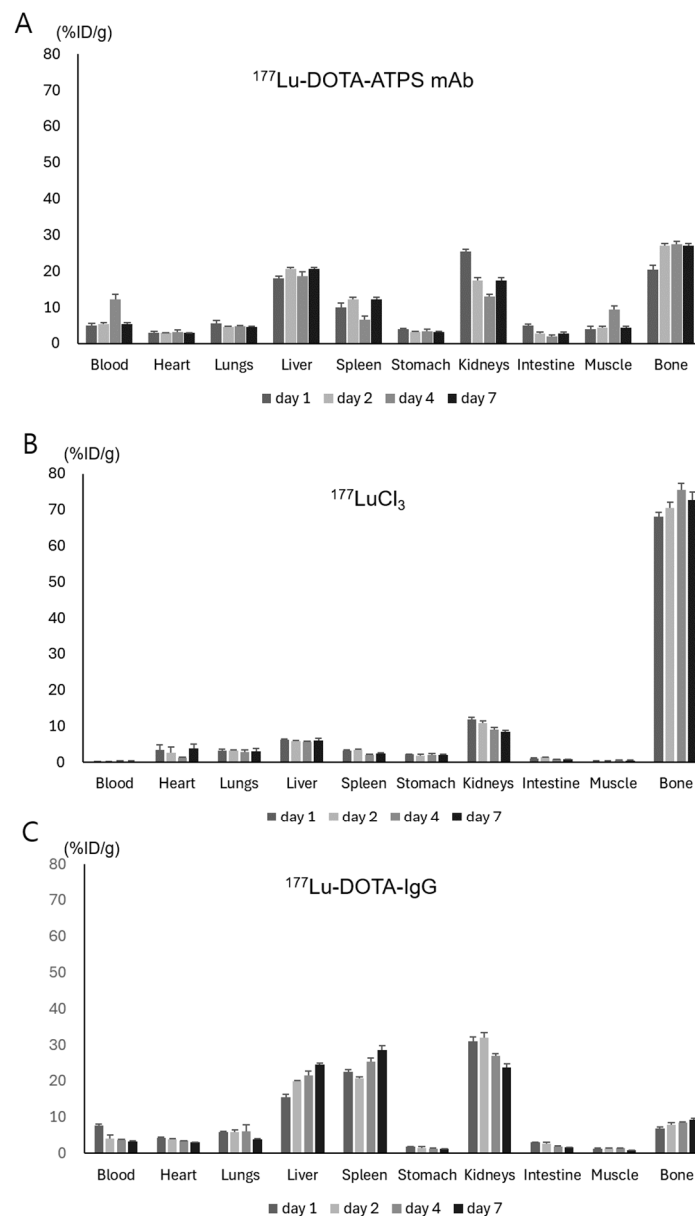 A
(%ID/g)
80
¹⁷⁷Lu-DOTA-ATPS mAb
70
60
50
40
30
20
10
0
Blood Heart Lungs Liver Spleen Stomach Kidneys Intestine Muscle Bone
day 1 day 2 day 4 day 7
B
(%ID/g)
80
¹⁷⁷LuCl₃
70
60
50
40
30
20
10
0
Blood Heart Lungs Liver Spleen Stomach Kidneys Intestine Muscle Bone
day 1 day 2 day 4 day 7
C
(%ID/g)
80
¹⁷⁷Lu-DOTA-IgG
70
60
50
40
30
20
10
0
Blood Heart Lungs Liver Spleen Stomach Kidneys Intestine Muscle Bone
day 1 day 2 day 4 day 7